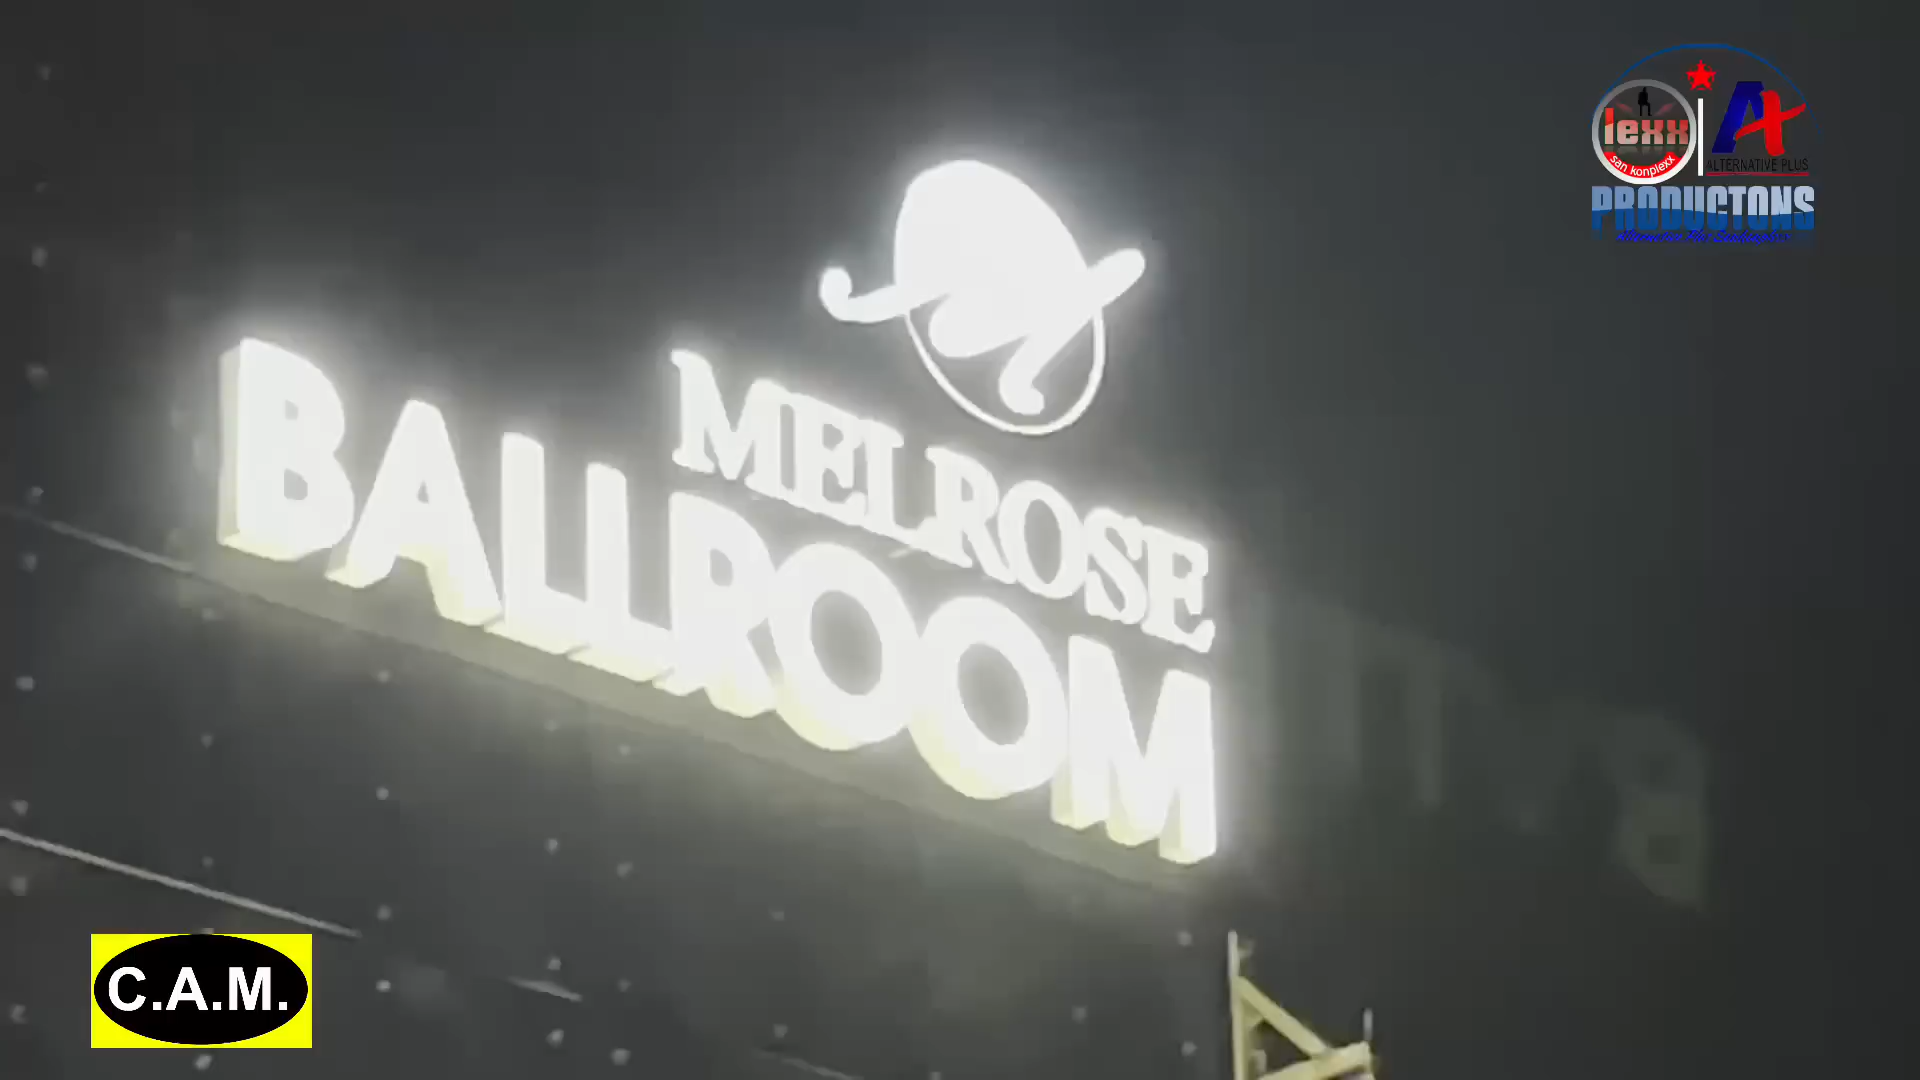 MELROSE
BALLROOM
lexx
san konplexx
ALTERNATIVE PLUS
PRODUCTONS
C.A.M.